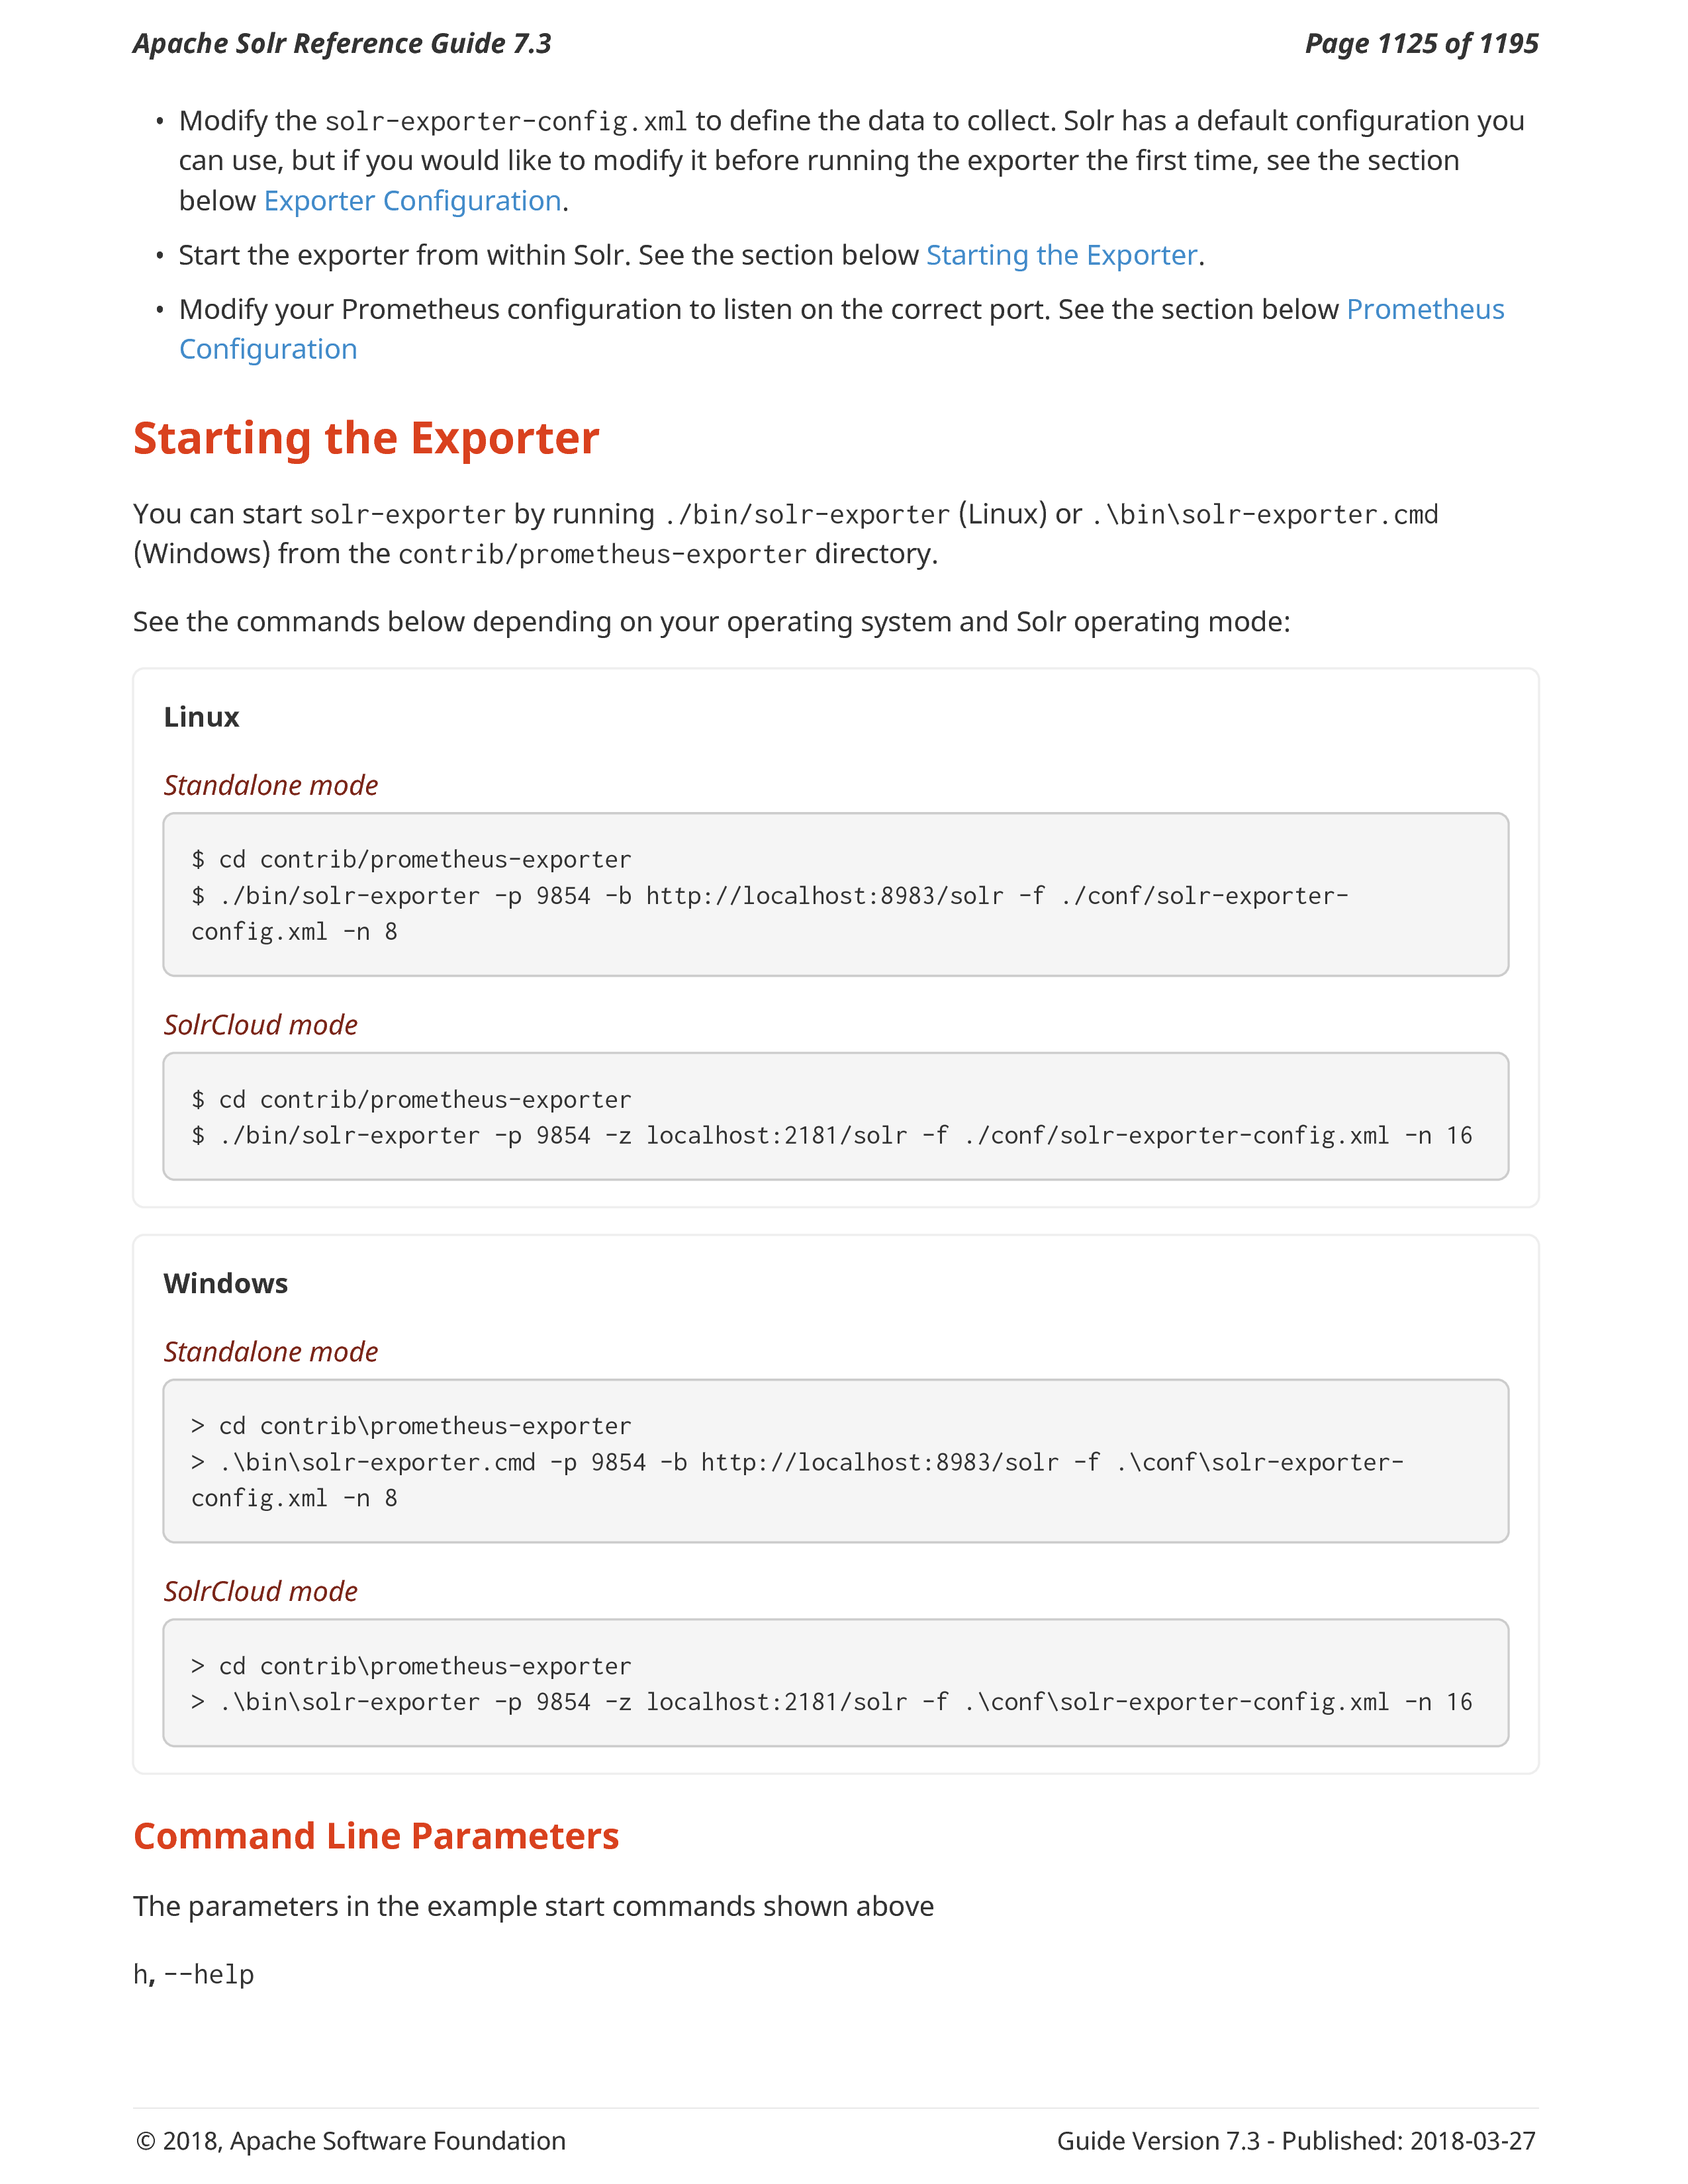 Apache Solr Reference Guide 7.3 Page 1125 of 1195
• Modify the solr-exporter-config.xml to define the data to collect. Solr has a default configuration you
can use, but if you would like to modify it before running the exporter the first time, see the section
below Exporter Configuration.
• Start the exporter from within Solr. See the section below Starting the Exporter.
• Modify your Prometheus configuration to listen on the correct port. See the section below Prometheus
Configuration
Starting the Exporter
You can start solr-exporter by running ./bin/solr-exporter (Linux) or .\bin\solr-exporter.cmd
(Windows) from the contrib/prometheus-exporter directory.
See the commands below depending on your operating system and Solr operating mode:
Linux
Standalone mode
$ cd contrib/prometheus-exporter
$ ./bin/solr-exporter -p 9854 -b http://localhost:8983/solr -f ./conf/solr-exporter-
config.xml -n 8
SolrCloud mode
$ cd contrib/prometheus-exporter
$ ./bin/solr-exporter -p 9854 -z localhost:2181/solr -f ./conf/solr-exporter-config.xml -n 16
Windows
Standalone mode
> cd contrib\prometheus-exporter
> .\bin\solr-exporter.cmd -p 9854 -b http://localhost:8983/solr -f .\conf\solr-exporter-
config.xml -n 8
SolrCloud mode
> cd contrib\prometheus-exporter
> .\bin\solr-exporter -p 9854 -z localhost:2181/solr -f .\conf\solr-exporter-config.xml -n 16
Command Line Parameters
The parameters in the example start commands shown above
h, --help
© 2018, Apache Software Foundation Guide Version 7.3 - Published: 2018-03-27